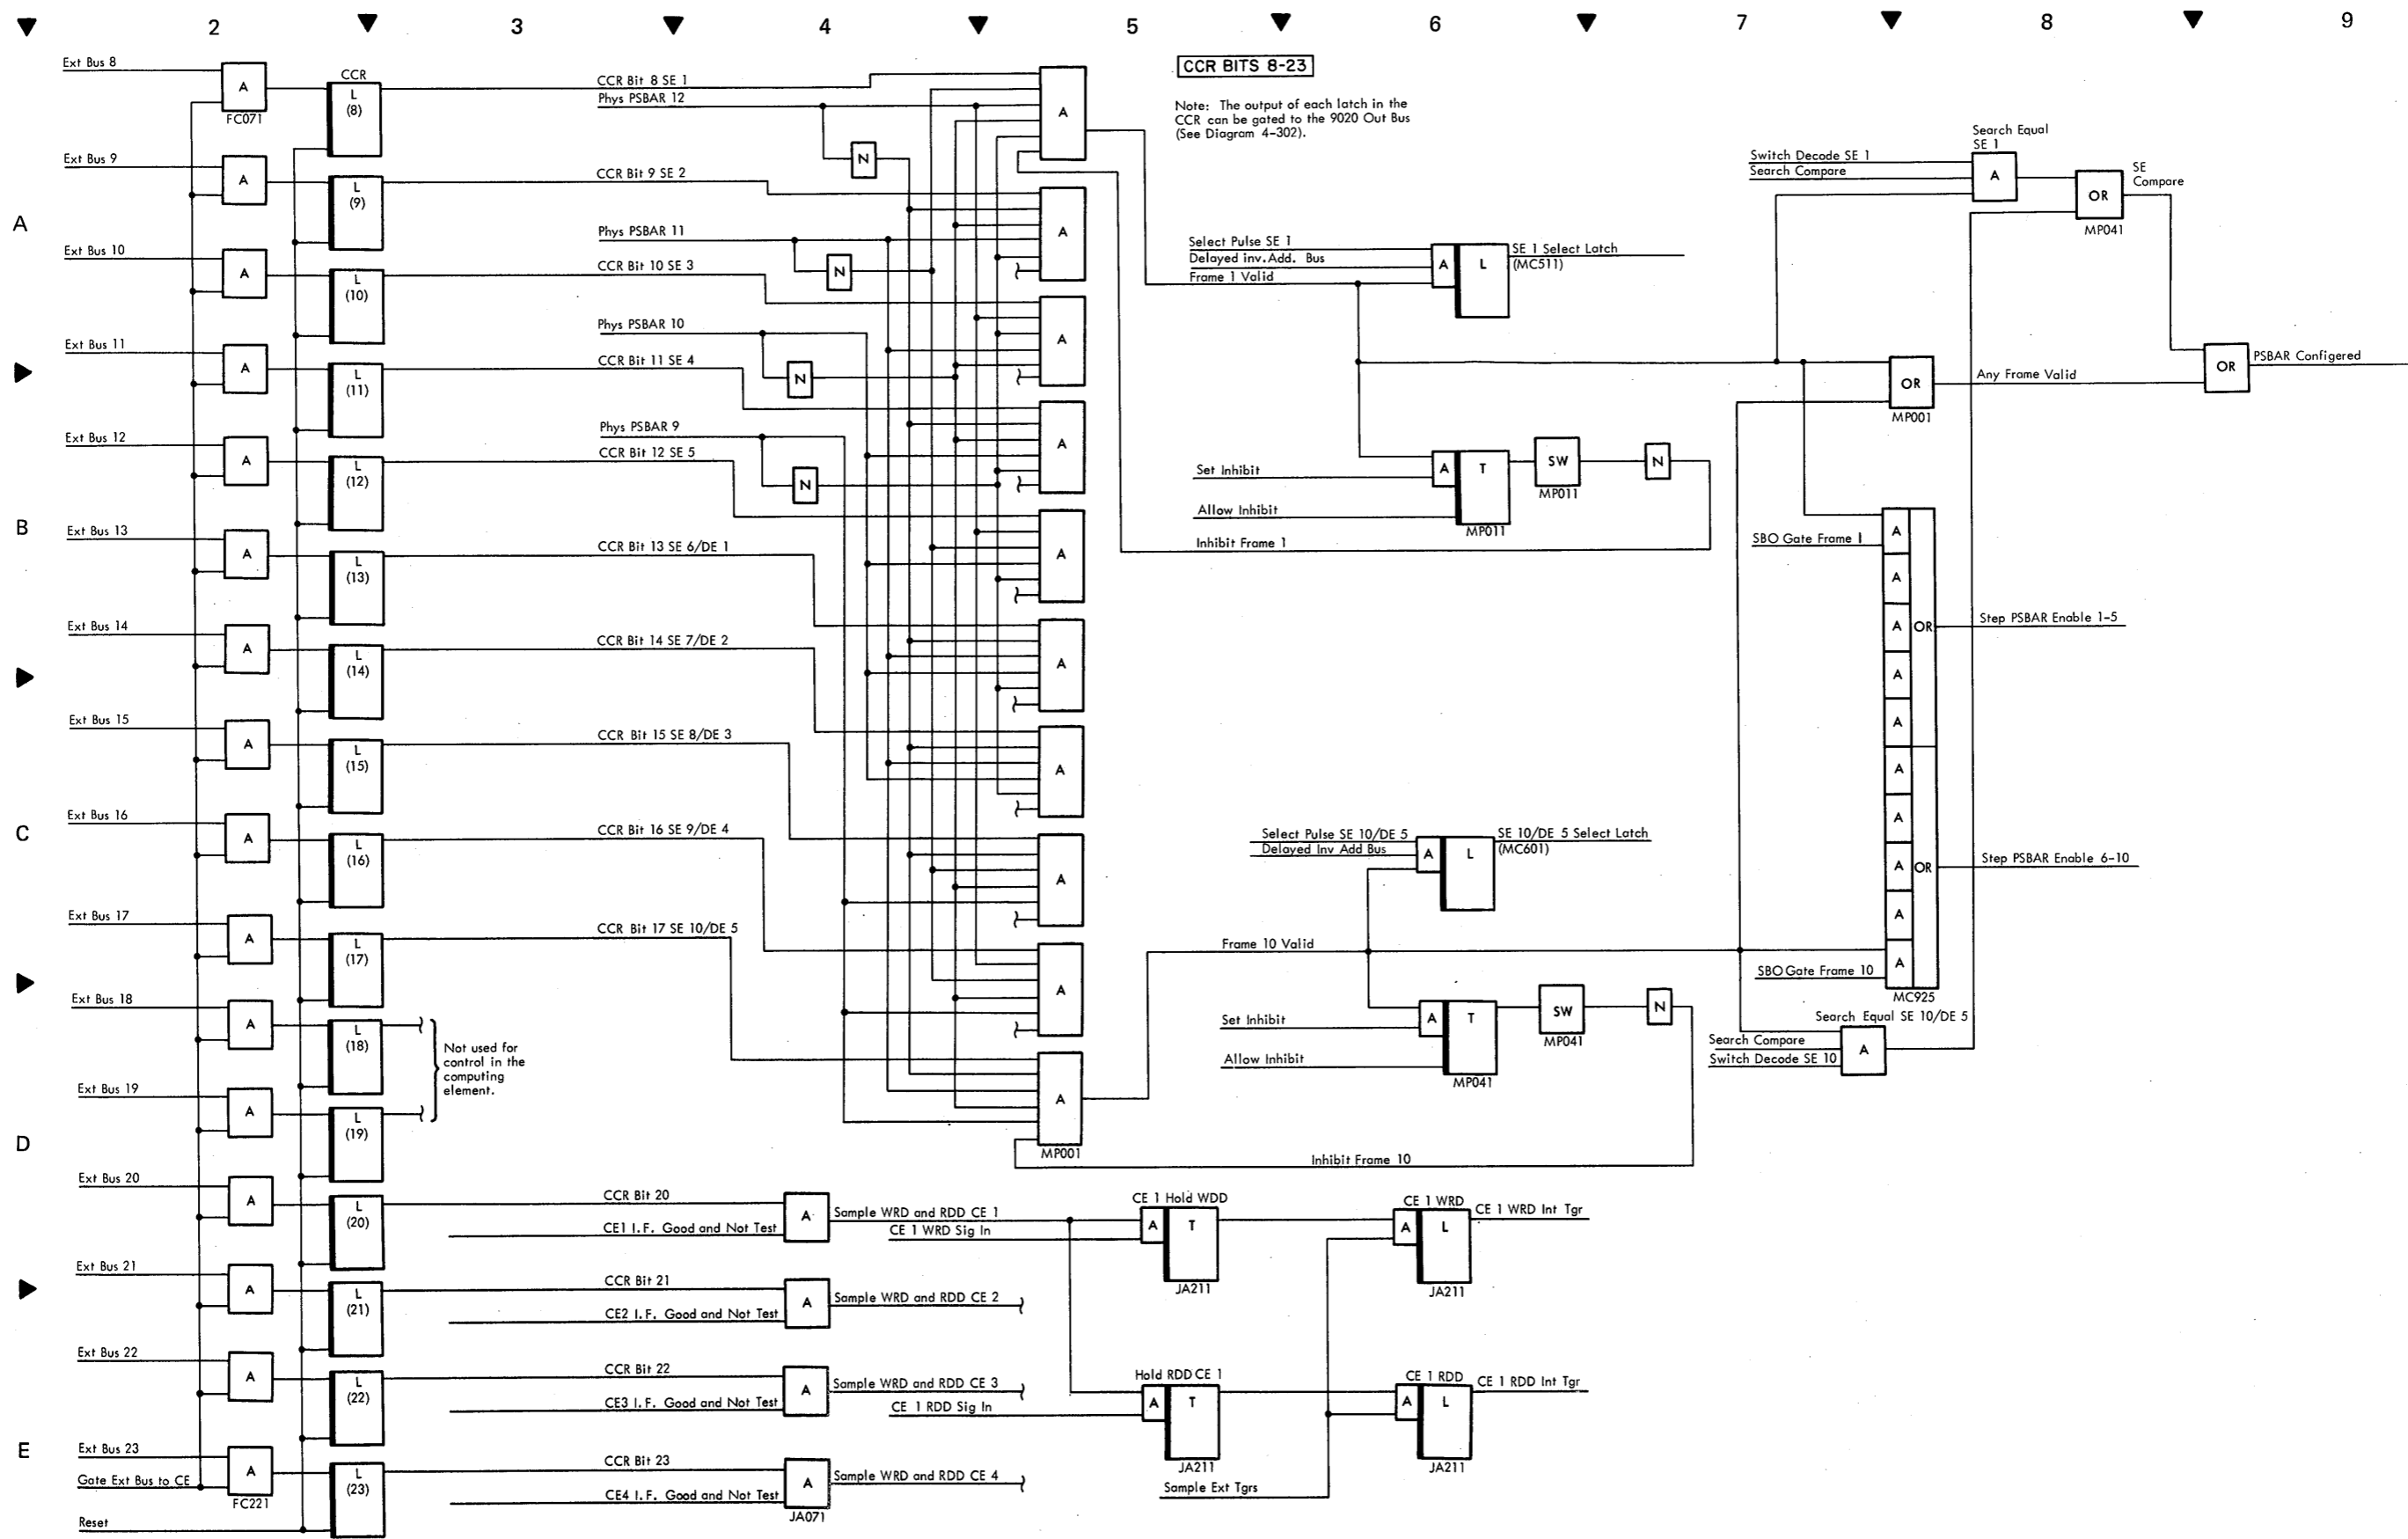 2 3 4 5 6 7 8 9
A
B
C
D
E
CCR BITS 8-23
Note: The output of each latch in the
CCR can be gated to the 9020 Out Bus
(See Diagram 4-302).
Ext Bus 8
A
FC071
CCR
L
(8)
Ext Bus 9
A
L
(9)
Ext Bus 10
A
L
(10)
Ext Bus 11
A
L
(11)
Ext Bus 12
A
L
(12)
Ext Bus 13
A
L
(13)
Ext Bus 14
A
L
(14)
Ext Bus 15
A
L
(15)
Ext Bus 16
A
L
(16)
Ext Bus 17
A
L
(17)
Ext Bus 18
A
L
(18)
Ext Bus 19
A
L
(19)
Not used for
control in the
computing
element.
Ext Bus 20
A
L
(20)
Ext Bus 21
A
L
(21)
Ext Bus 22
A
L
(22)
Ext Bus 23
Gate Ext Bus to CE
A
FC221
L
(23)
Reset
CCR Bit 8 SE 1
Phys PSBAR 12
N
CCR Bit 9 SE 2
Phys PSBAR 11
N
CCR Bit 10 SE 3
Phys PSBAR 10
N
CCR Bit 11 SE 4
Phys PSBAR 9
N
CCR Bit 12 SE 5
CCR Bit 13 SE 6/DE 1
CCR Bit 14 SE 7/DE 2
CCR Bit 15 SE 8/DE 3
CCR Bit 16 SE 9/DE 4
CCR Bit 17 SE 10/DE 5
A
A
A
A
A
A
A
A
A
A
MP001
Select Pulse SE 1
Delayed inv. Add. Bus
Frame 1 Valid
A L
SE 1 Select Latch
(MC511)
Set Inhibit
Allow Inhibit
A T
MP011
SW
MP011
N
Inhibit Frame 1
Select Pulse SE 10/DE 5
Delayed Inv Add Bus
A L
SE 10/DE 5 Select Latch
(MC601)
Frame 10 Valid
Set Inhibit
Allow Inhibit
A T
MP041
SW
MP041
N
Inhibit Frame 10
Search Equal
SE 1
Switch Decode SE 1
Search Compare
A
OR
MP041
SE
Compare
OR
MP001
Any Frame Valid
OR
PSBAR Configered
SBO Gate Frame 1
A
A
A
A
A
OR
Step PSBAR Enable 1-5
A
A
A
A
A
OR
Step PSBAR Enable 6-10
SBO Gate Frame 10
MC925
Search Equal SE 10/DE 5
Search Compare
Switch Decode SE 10
A
CCR Bit 20
CE1 I.F. Good and Not Test
A
Sample WRD and RDD CE 1
CE 1 WRD Sig In
CE 1 Hold WDD
A T
JA211
CE 1 WRD
A L
JA211
CE 1 WRD Int Tgr
CCR Bit 21
CE2 I.F. Good and Not Test
A
Sample WRD and RDD CE 2
CCR Bit 22
CE3 I.F. Good and Not Test
A
Sample WRD and RDD CE 3
CE 1 RDD Sig In
Hold RDD CE 1
A T
JA211
CE 1 RDD
A L
JA211
CE 1 RDD Int Tgr
CCR Bit 23
CE4 I.F. Good and Not Test
A
JA071
Sample WRD and RDD CE 4
Sample Ext Tgrs